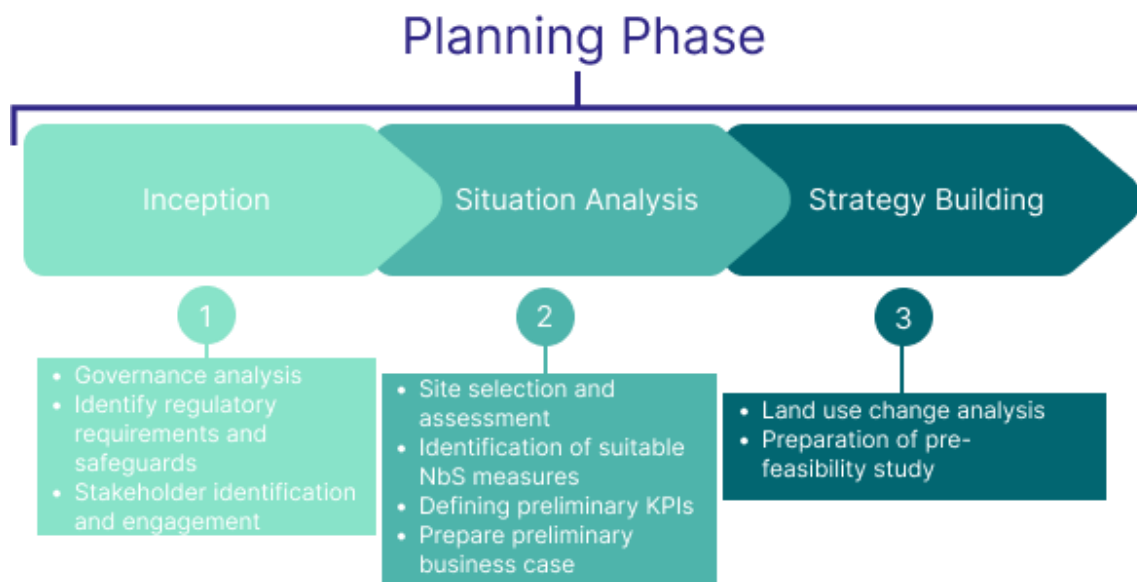 Planning Phase
Inception
Situation Analysis
Strategy Building
1
• Governance analysis
• Identify regulatory
requirements and
safeguards
• Stakeholder identification
and engagement
2
• Site selection and
assessment
• Identification of suitable
NbS measures
• Defining preliminary KPIs
• Prepare preliminary
business case
3
• Land use change analysis
• Preparation of pre-
feasibility study